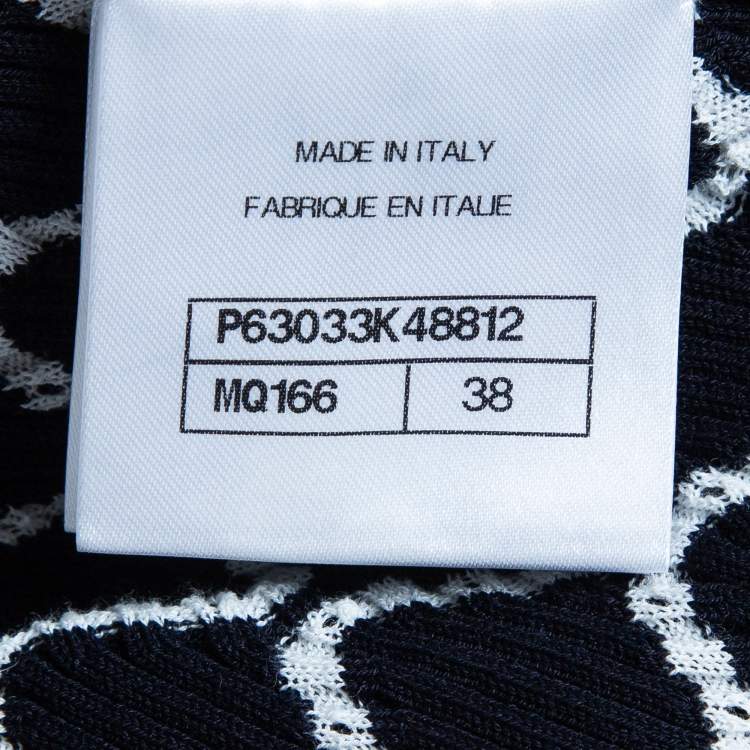 MADE IN ITALY
FABRIQUE EN ITALIE
P63033K48812
MQ166 38